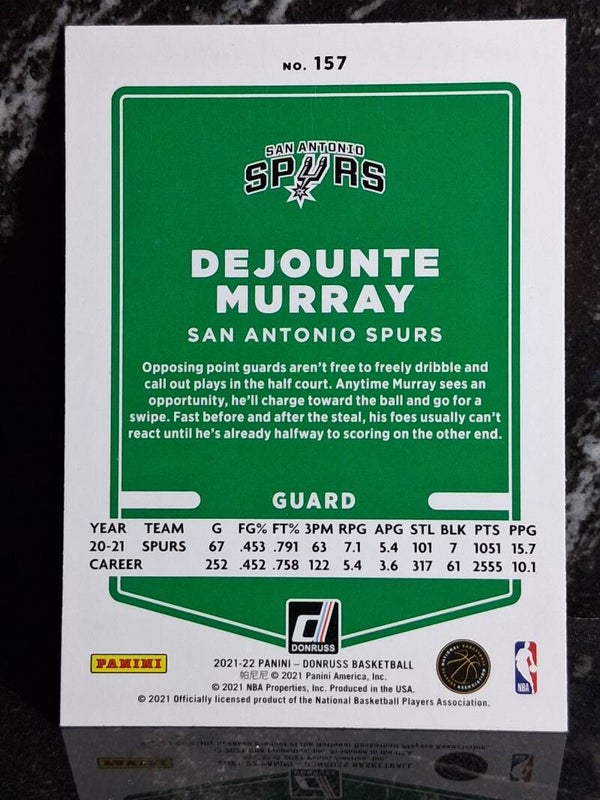 NO. 157
SAN ANTONIO
SPURS
DEJOUNTE
MURRAY
SAN ANTONIO SPURS
Opposing point guards aren't free to freely dribble and
call out plays in the half court. Anytime Murray sees an
opportunity, he'll charge toward the ball and go for a
swipe. Fast before and after the steal, his foes usually can't
react until he's already halfway to scoring on the other end.
GUARD
YEAR TEAM G FG% FT% 3PM RPG APG STL BLK PTS PPG
20-21 SPURS 67 .453 .791 63 7.1 5.4 101 7 1051 15.7
CAREER 252 .452 .758 122 5.4 3.6 317 61 2555 10.1
DONRUSS
PANINI
2021-22 PANINI – DONRUSS BASKETBALL
帕尼尼 © 2021 Panini America, Inc.
© 2021 NBA Properties, Inc. Produced in the USA.
© 2021 Officially licensed product of the National Basketball Players Association.
NATIONAL BASKETBALL PLAYERS ASSOCIATION
NBA